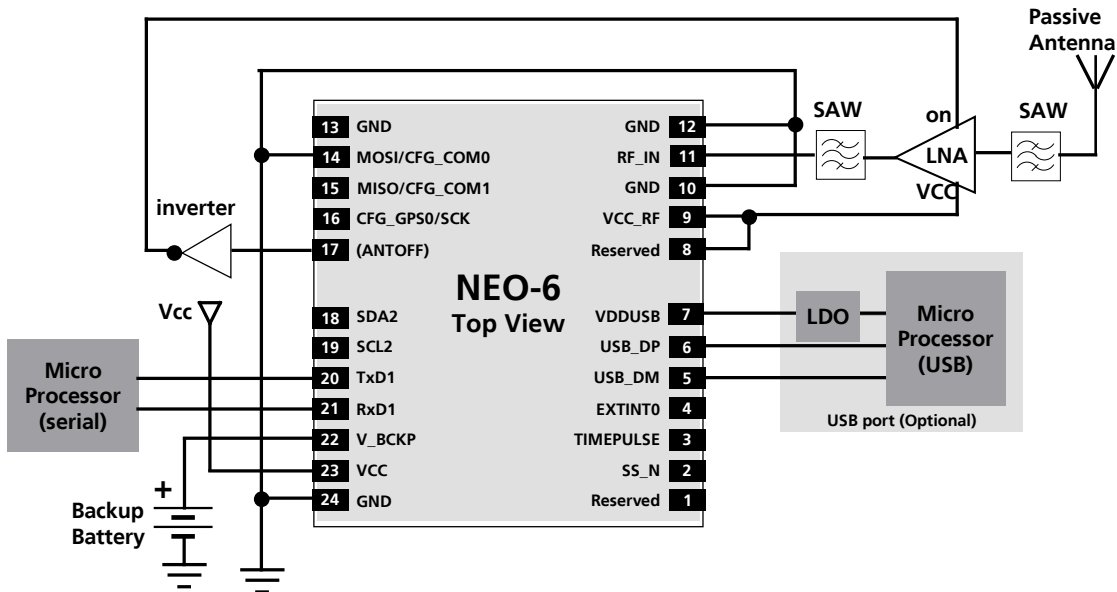 Passive
Antenna
SAW
on
SAW
LNA
VCC
13 GND
GND 12
14 MOSI/CFG_COM0
RF_IN 11
15 MISO/CFG_COM1
GND 10
inverter
16 CFG_GPS0/SCK
VCC_RF 9
17 (ANTOFF)
Reserved 8
NEO-6
Top View
Vcc
18 SDA2
VDDUSB 7
19 SCL2
USB_DP 6
20 TxD1
USB_DM 5
21 RxD1
EXTINT0 4
22 V_BCKP
TIMEPULSE 3
23 VCC
SS_N 2
24 GND
Reserved 1
LDO
Micro
Processor
(USB)
USB port (Optional)
Micro
Processor
(serial)
+
Backup
Battery